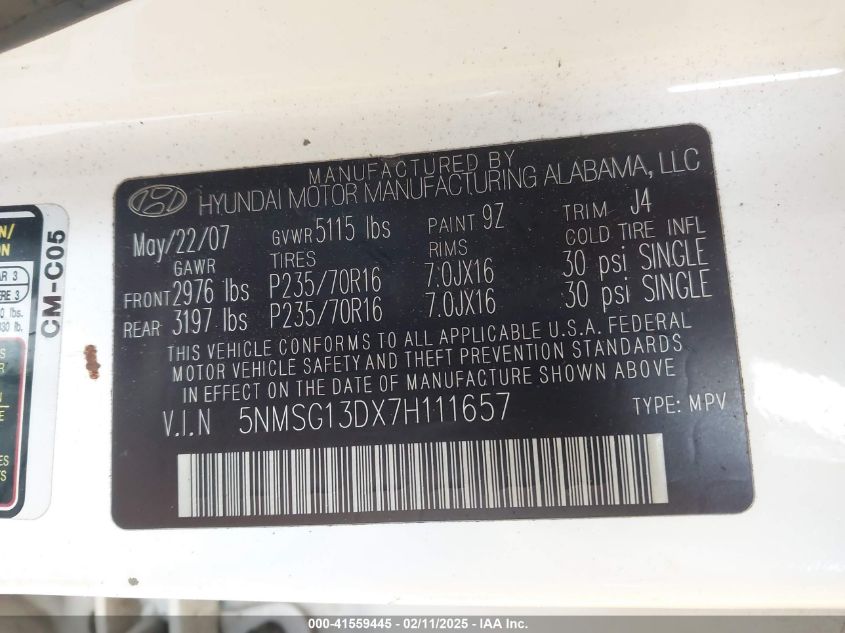 MANUFACTURED BY
HYUNDAI MOTOR MANUFACTURING ALABAMA, LLC
May/22/07 GVWR 5115 lbs PAINT 9Z TRIM J4
GAWR TIRES RIMS COLD TIRE INFL
FRONT 2976 lbs P235/70R16 7.0JX16 30 psi SINGLE
REAR 3197 lbs P235/70R16 7.0JX16 30 psi SINGLE
THIS VEHICLE CONFORMS TO ALL APPLICABLE U.S.A. FEDERAL
MOTOR VEHICLE SAFETY AND THEFT PREVENTION STANDARDS
IN EFFECT ON THE DATE OF MANUFACTURE SHOWN ABOVE
V.I.N 5NMSG13DX7H111657 TYPE: MPV
CM-C05
000-41559445 - 02/11/2025 - IAA Inc.